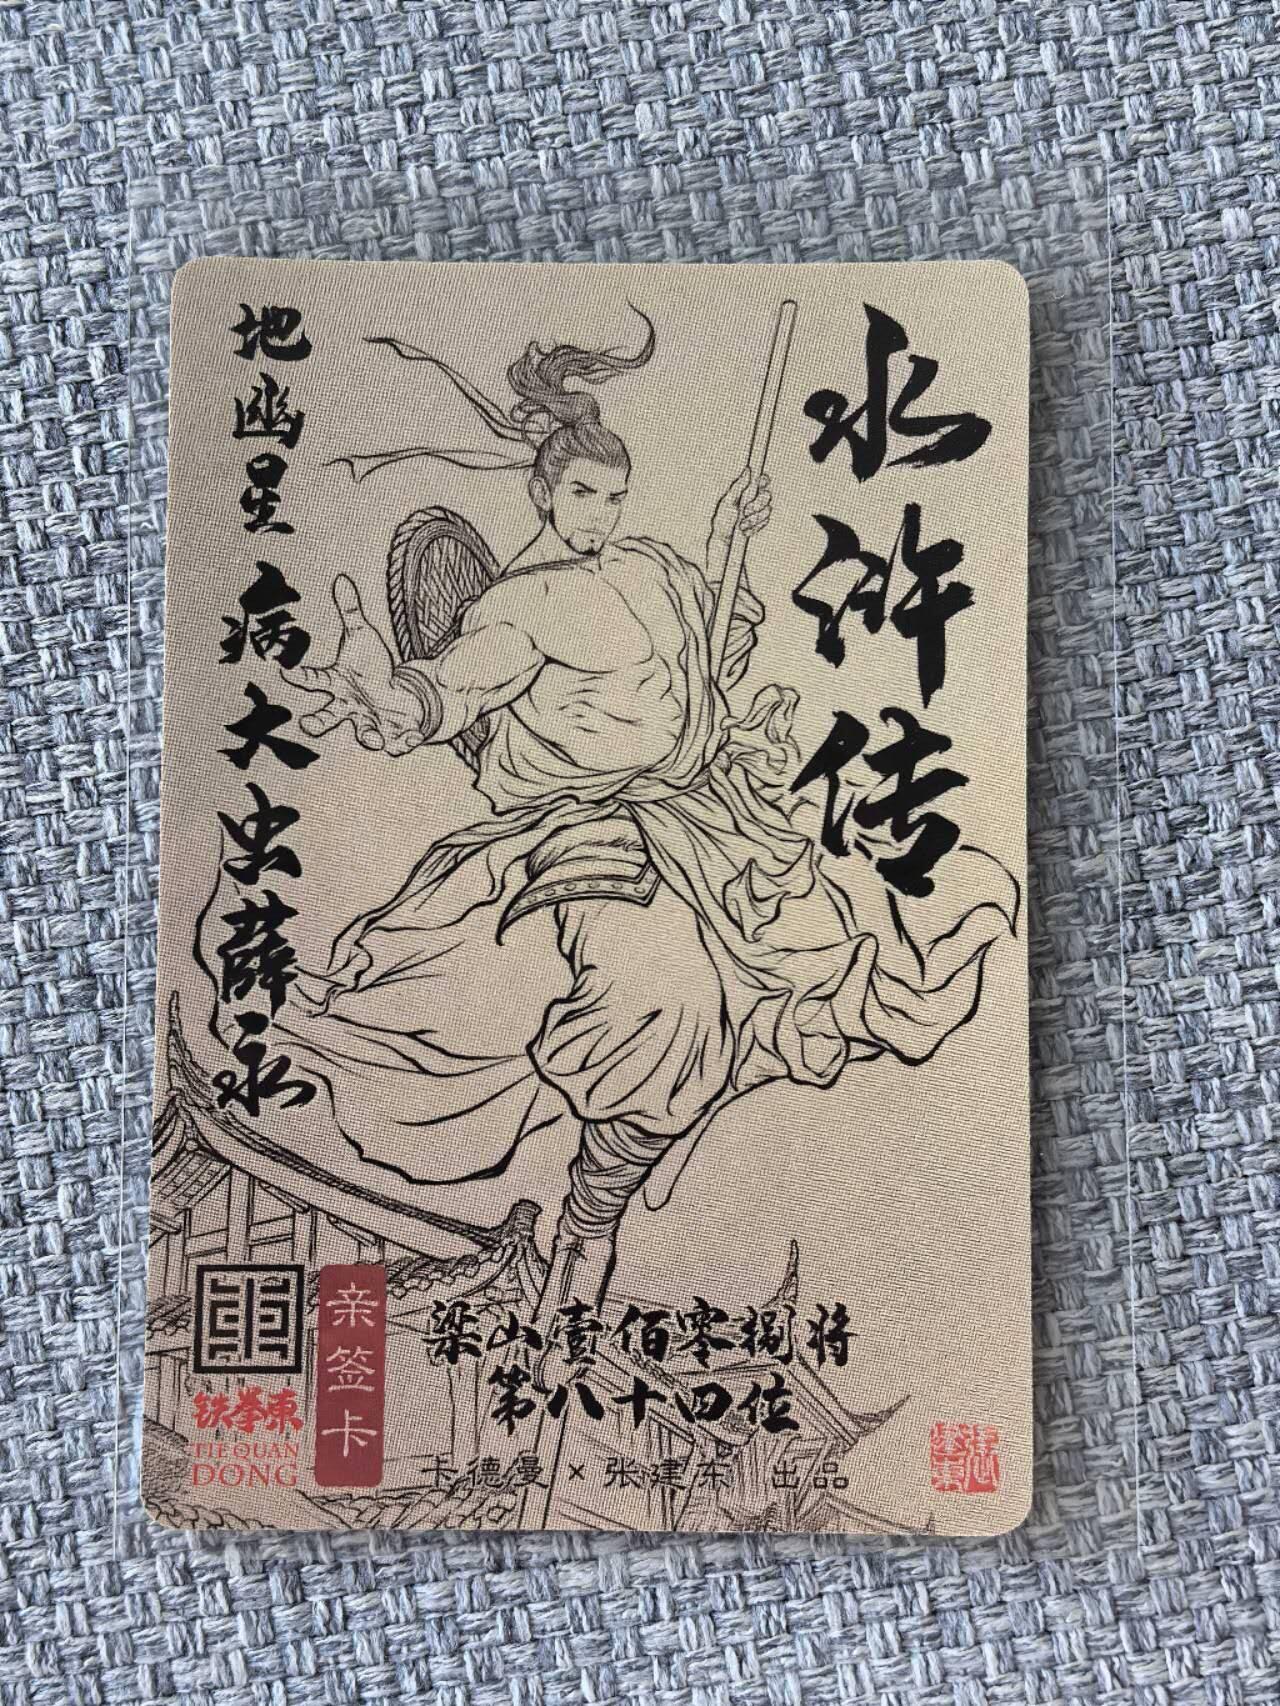 水浒传
地幽星 病大虫 薛永
亲签卡
铁拳東
TIE QUAN
DONG
梁山壹佰零捌将
第八十四位
卡德漫 × 张建东 出品